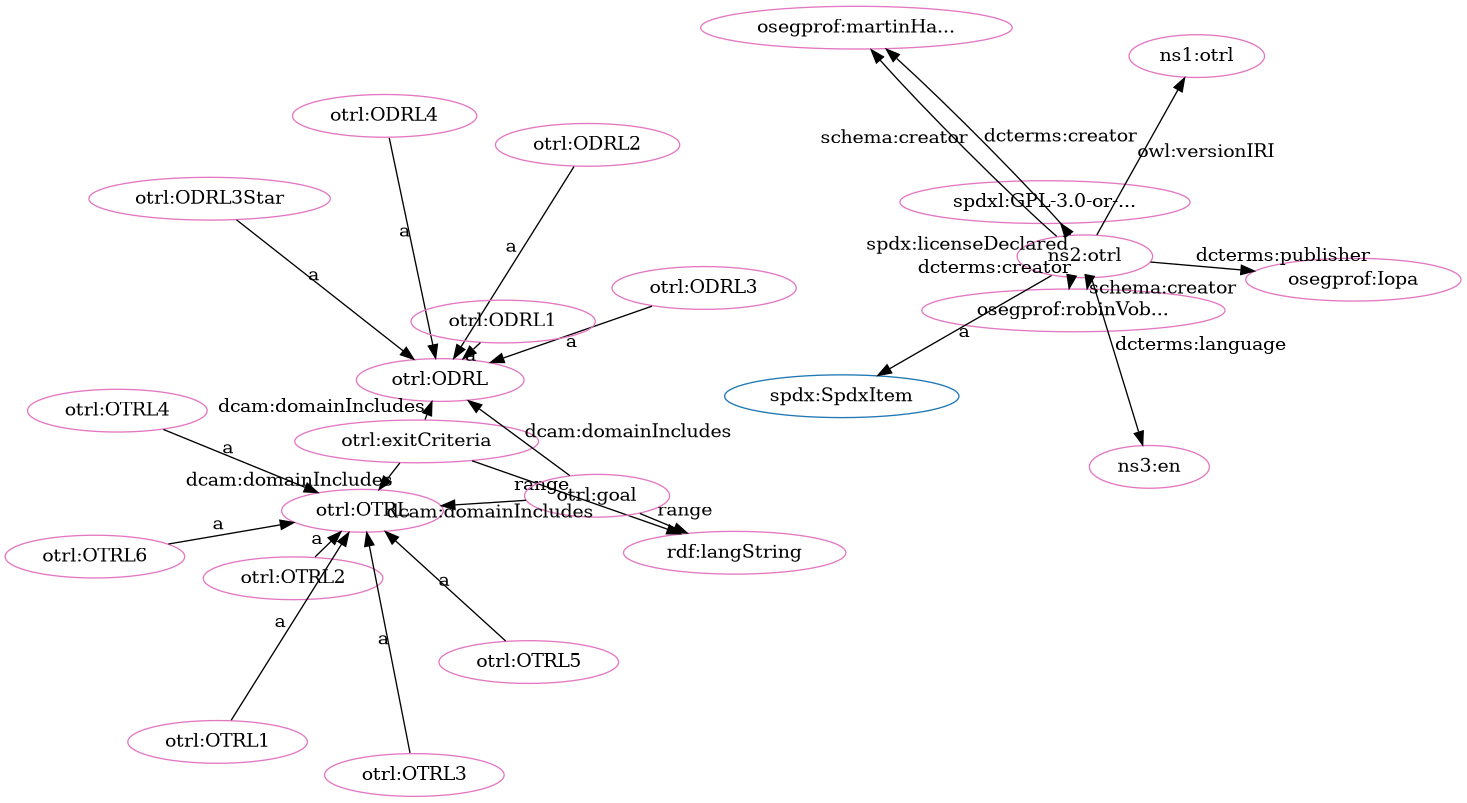 osegprof:martinHa...
ns1:otrl
otrl:ODRL4
otrl:ODRL2
schema:creator
dcterms:creator
owl:versionIRI
otrl:ODRL3Star
spdxl:GPL-3.0-or-...
a
a
a
spdx:licenseDeclared
ns2:otrl
dcterms:publisher
dcterms:creator
schema:creator
osegprof:Iopa
otrl:ODRL3
otrl:ODRL1
osegprof:robinVob...
a
a
a
dcterms:language
otrl:ODRL
spdx:SpdxItem
otrl:OTRL4
dcam:domainIncludes
dcam:domainIncludes
otrl:exitCriteria
a
ns3:en
dcam:domainIncludes
range
otrl:goal
otrl:OTRL
dcam:domainIncludes
range
a
a
otrl:OTRL6
rdf:langString
otrl:OTRL2
a
a
a
otrl:OTRL5
otrl:OTRL1
otrl:OTRL3